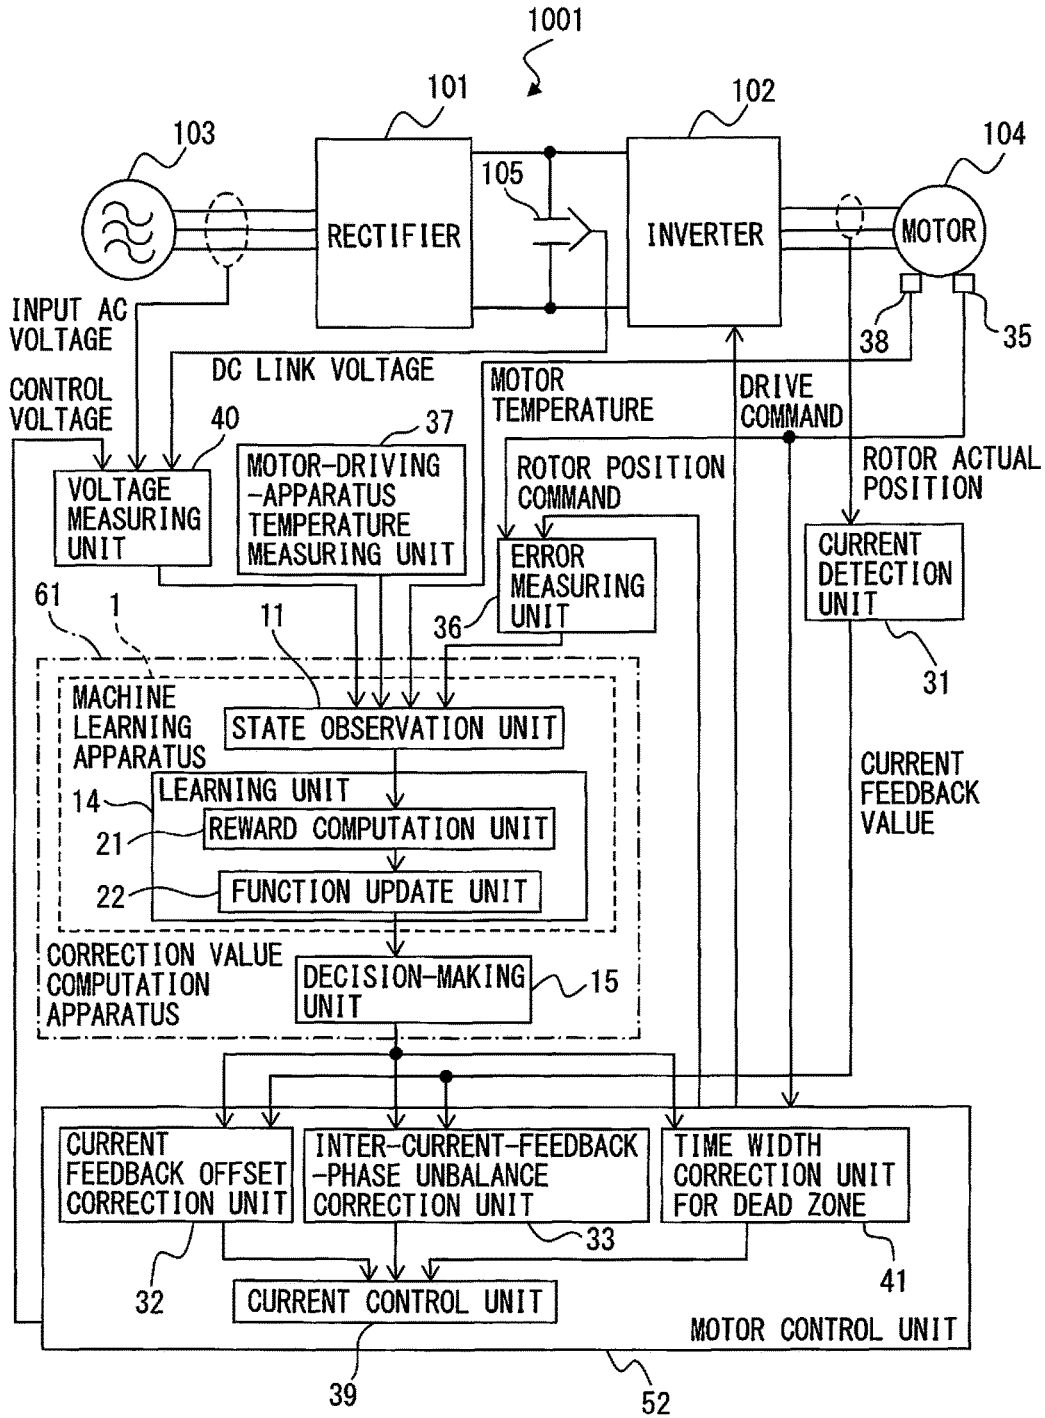 1001
101
102
103
104
105
RECTIFIER
INVERTER
MOTOR
INPUT AC
VOLTAGE
38
35
DC LINK VOLTAGE
MOTOR
TEMPERATURE
DRIVE
COMMAND
CONTROL
VOLTAGE
40
37
VOLTAGE
MEASURING
UNIT
MOTOR-DRIVING
-APPARATUS
TEMPERATURE
MEASURING UNIT
ROTOR POSITION
COMMAND
ROTOR ACTUAL
POSITION
ERROR
MEASURING
UNIT
36
CURRENT
DETECTION
UNIT
31
61
1
11
MACHINE
LEARNING
APPARATUS
STATE OBSERVATION UNIT
14
LEARNING UNIT
21
REWARD COMPUTATION UNIT
22
FUNCTION UPDATE UNIT
CURRENT
FEEDBACK
VALUE
CORRECTION VALUE
COMPUTATION
APPARATUS
DECISION-MAKING
UNIT
15
CURRENT
FEEDBACK OFFSET
CORRECTION UNIT
INTER-CURRENT-FEEDBACK
-PHASE UNBALANCE
CORRECTION UNIT
TIME WIDTH
CORRECTION UNIT
FOR DEAD ZONE
32
33
41
CURRENT CONTROL UNIT
MOTOR CONTROL UNIT
39
52